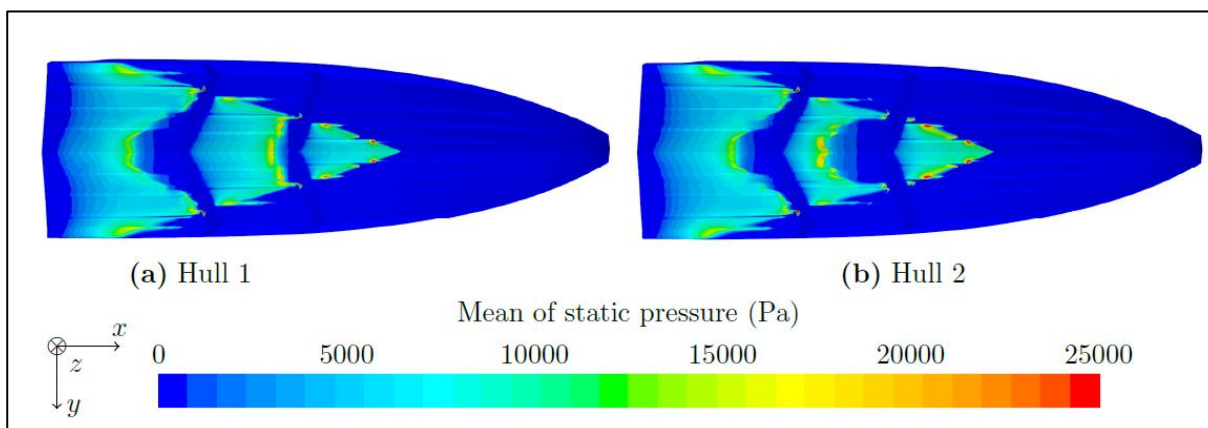 (a) Hull 1
(b) Hull 2
Mean of static pressure (Pa)
x
z
y
0 5000 10000 15000 20000 25000